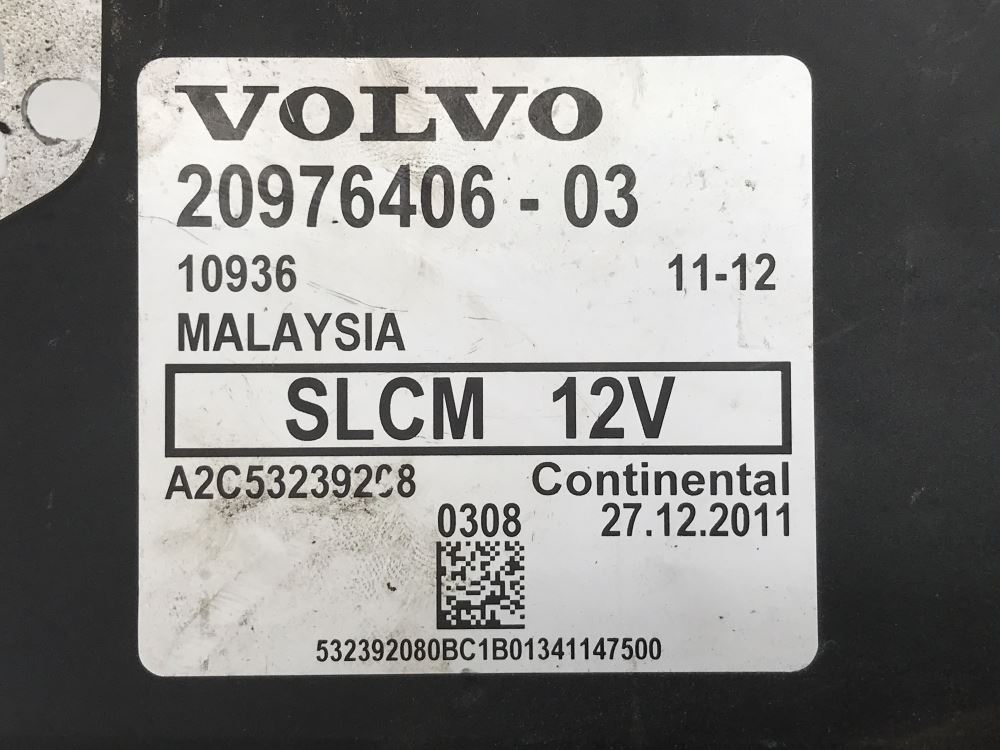 VOLVO
20976406 - 03
10936 11-12
MALAYSIA
SLCM 12V
A2C53239208 Continental
0308 27.12.2011
532392080BC1B01341147500